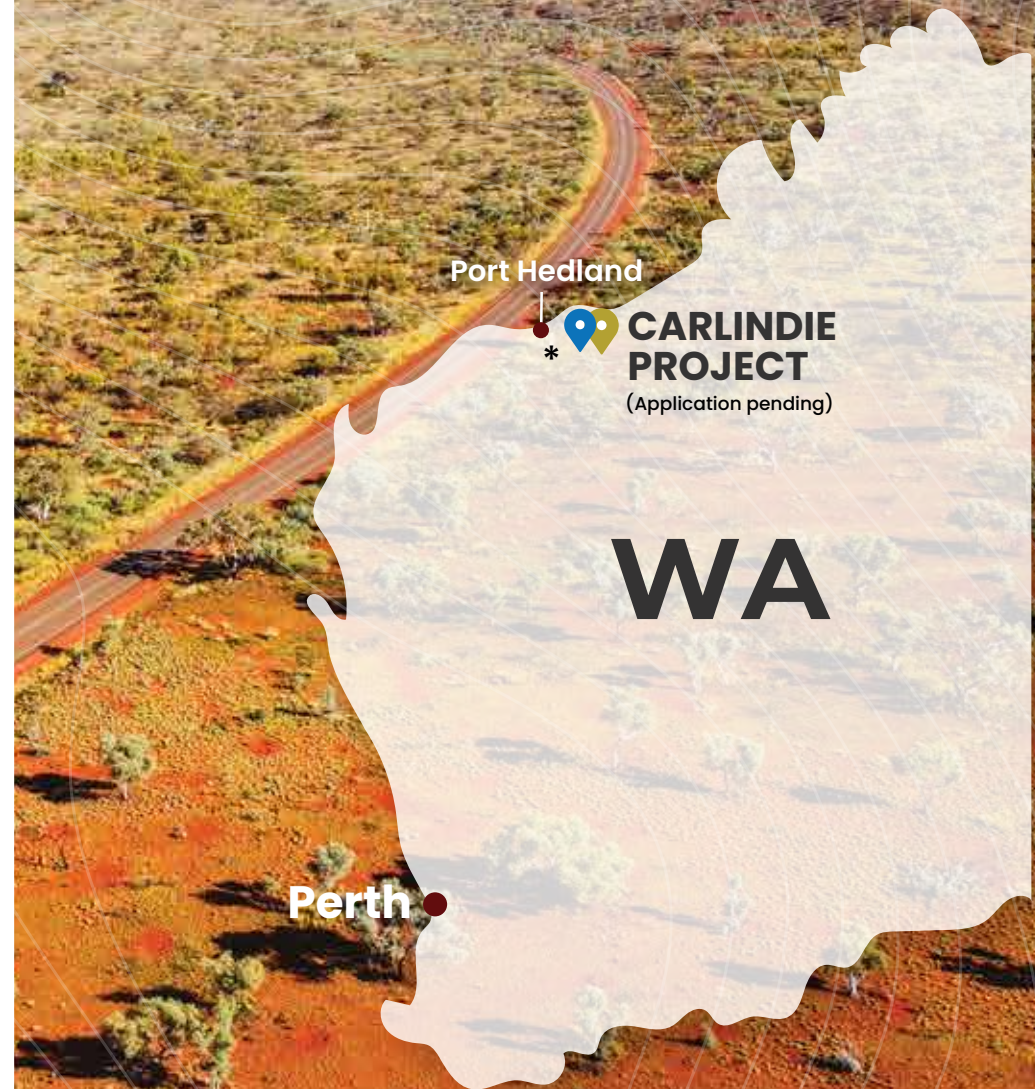 Port Hedland
*
CARLINDIE
PROJECT
(Application pending)
WA
Perth